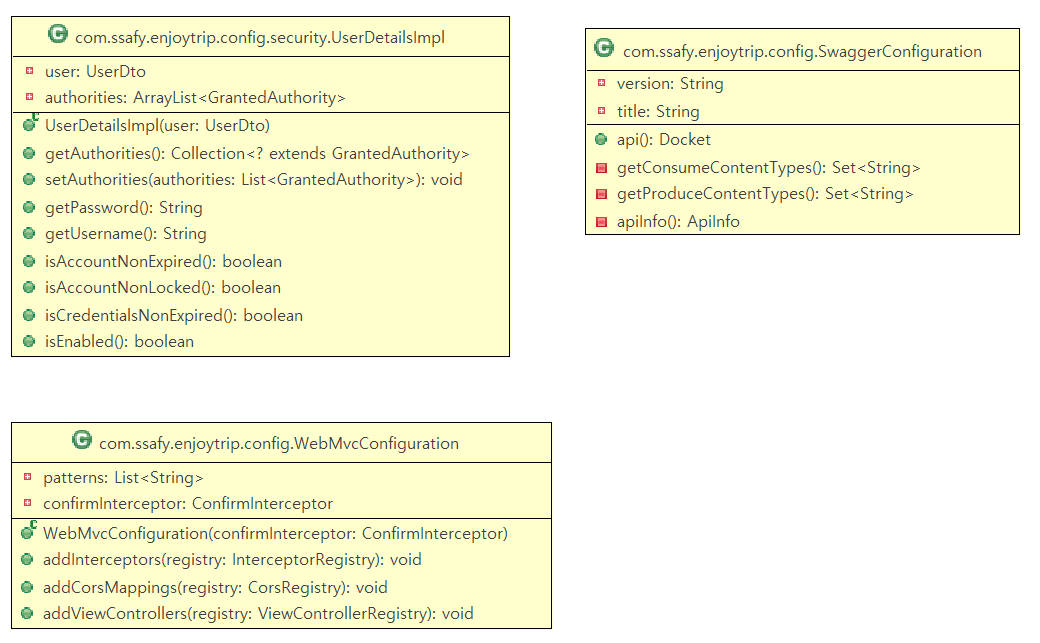 com.ssafy.enjoytrip.config.security.UserDetailsImpl
user: UserDto
authorities: ArrayList<GrantedAuthority>
UserDetailsImpl(user: UserDto)
getAuthorities(): Collection<? extends GrantedAuthority>
setAuthorities(authorities: List<GrantedAuthority>): void
getPassword(): String
getUsername(): String
isAccountNonExpired(): boolean
isAccountNonLocked(): boolean
isCredentialsNonExpired(): boolean
isEnabled(): boolean
com.ssafy.enjoytrip.config.SwaggerConfiguration
version: String
title: String
api(): Docket
getConsumeContentTypes(): Set<String>
getProduceContentTypes(): Set<String>
apiInfo(): ApiInfo
com.ssafy.enjoytrip.config.WebMvcConfiguration
patterns: List<String>
confirmInterceptor: ConfirmInterceptor
WebMvcConfiguration(confirmInterceptor: ConfirmInterceptor)
addInterceptors(registry: InterceptorRegistry): void
addCorsMappings(registry: CorsRegistry): void
addViewControllers(registry: ViewControllerRegistry): void